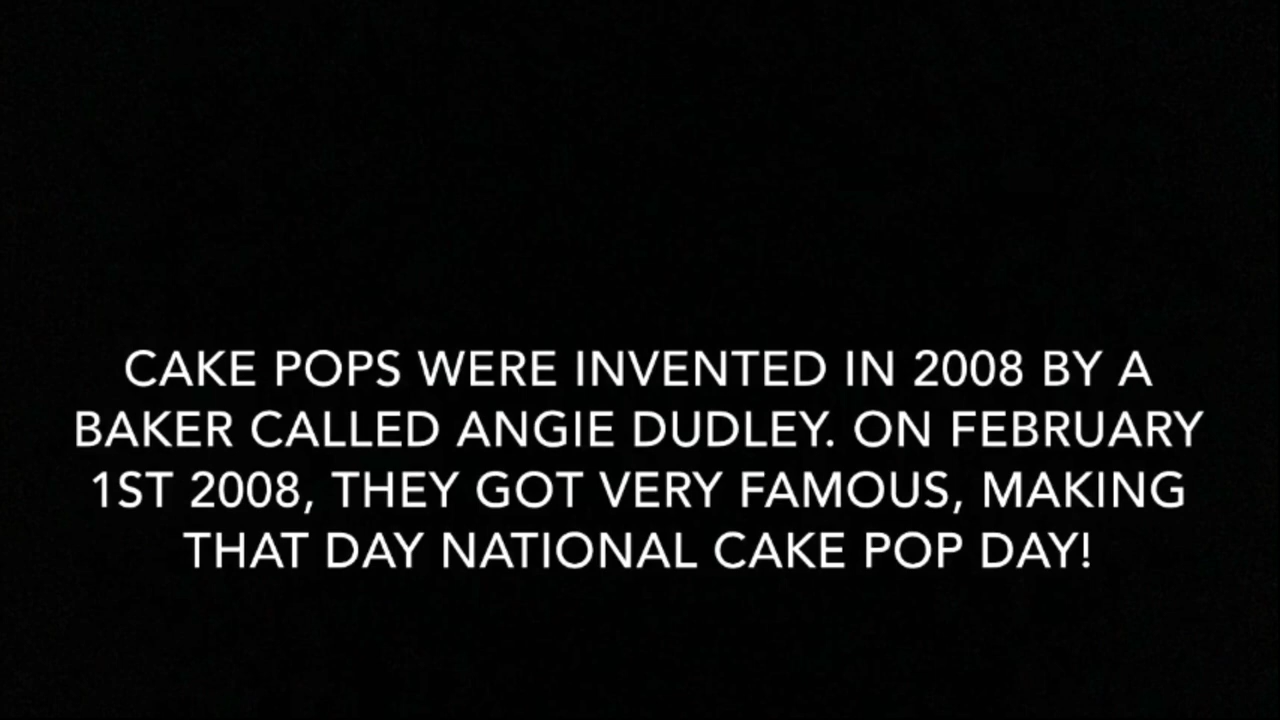 CAKE POPS WERE INVENTED IN 2008 BY A
BAKER CALLED ANGIE DUDLEY. ON FEBRUARY
1ST 2008, THEY GOT VERY FAMOUS, MAKING
THAT DAY NATIONAL CAKE POP DAY!